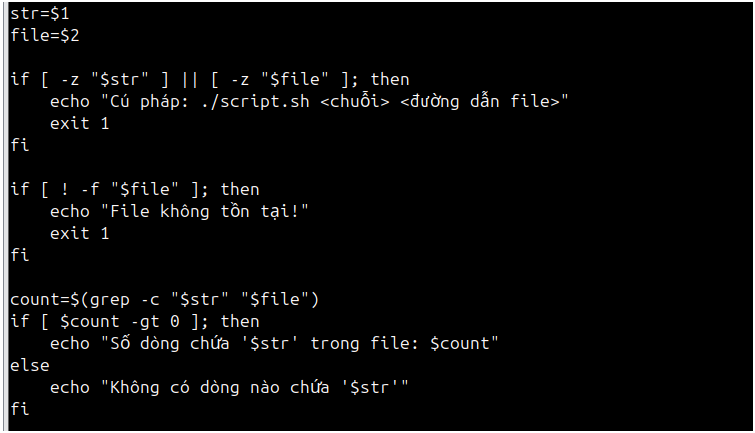 str=$1
file=$2

if [ -z "$str" ] || [ -z "$file" ]; then
    echo "Cú pháp: ./script.sh <chuỗi> <đường dẫn file>"
    exit 1
fi

if [ ! -f "$file" ]; then
    echo "File không tồn tại!"
    exit 1
fi

count=$(grep -c "$str" "$file")
if [ $count -gt 0 ]; then
    echo "Số dòng chứa '$str' trong file: $count"
else
    echo "Không có dòng nào chứa '$str'"
fi